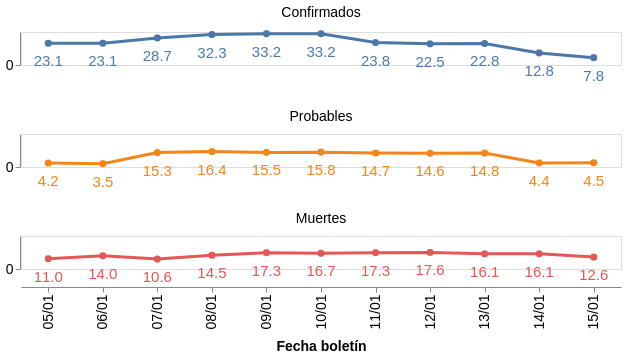 Confirmados
0
23.1 23.1 28.7 32.3 33.2 33.2 23.8 22.5 22.8 12.8 7.8
Probables
0
4.2 3.5 15.3 16.4 15.5 15.8 14.7 14.6 14.8 4.4 4.5
Muertes
0
11.0 14.0 10.6 14.5 17.3 16.7 17.3 17.6 16.1 16.1 12.6
05/01 06/01 07/01 08/01 09/01 10/01 11/01 12/01 13/01 14/01 15/01
Fecha boletín